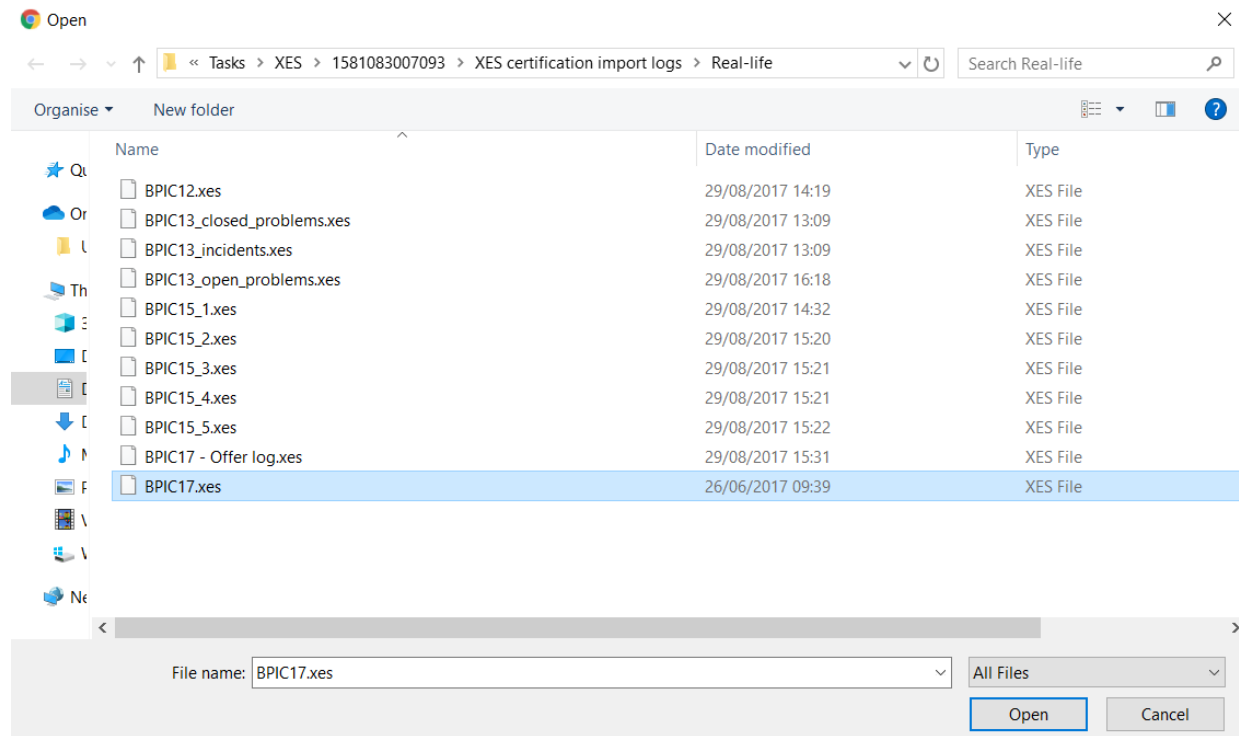 Open
« Tasks > XES > 1581083007093 > XES certification import logs > Real-life
Search Real-life
Organise
New folder
Name Date modified Type
BPIC12.xes 29/08/2017 14:19 XES File
BPIC13_closed_problems.xes 29/08/2017 13:09 XES File
BPIC13_incidents.xes 29/08/2017 13:09 XES File
BPIC13_open_problems.xes 29/08/2017 16:18 XES File
BPIC15_1.xes 29/08/2017 14:32 XES File
BPIC15_2.xes 29/08/2017 15:20 XES File
BPIC15_3.xes 29/08/2017 15:21 XES File
BPIC15_4.xes 29/08/2017 15:21 XES File
BPIC15_5.xes 29/08/2017 15:22 XES File
BPIC17 - Offer log.xes 29/08/2017 15:31 XES File
BPIC17.xes 26/06/2017 09:39 XES File
File name: BPIC17.xes All Files
Open Cancel